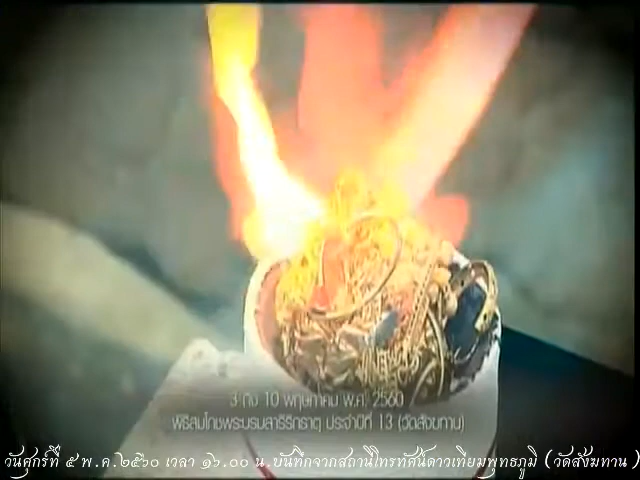 3 ถึง 10 พฤษภาคม พ.ศ. 2560
พิธีสมโภชพระบรมสารีริกธาตุ ประจำปีที่ 13 (วัดสังฆทาน)
วันศุกร์ที่ ๕ พ.ค.๒๕๖๐ เวลา ๑๖.๐๐ น.บันทึกจากสถานีโทรทัศน์ดาวเทียมพุทธภูมิ (วัดสังฆทาน )